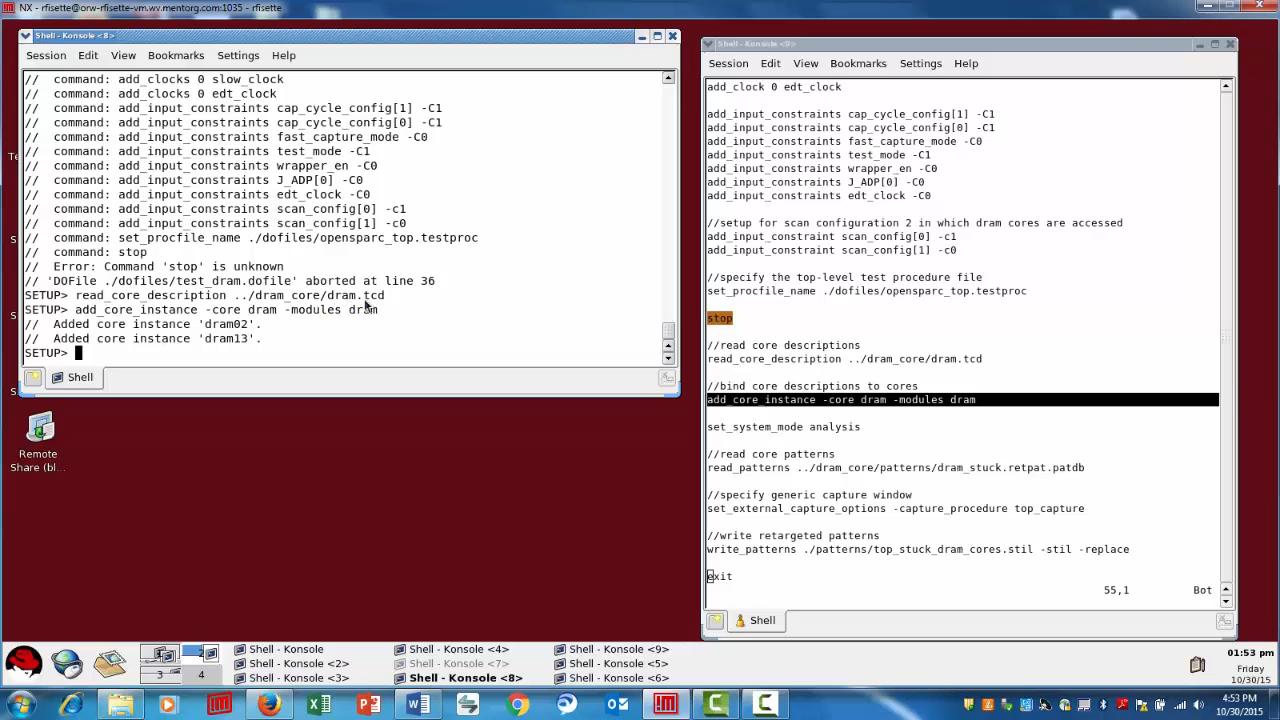 NX - rfisette@orw-rfisette-vm.wv.mentorg.com:1035 - rfisette
Shell - Konsole <8>
Session Edit View Bookmarks Settings Help
// command: add_clocks 0 slow_clock
// command: add_clocks 0 edt_clock
// command: add_input_constraints cap_cycle_config[1] -C1
// command: add_input_constraints cap_cycle_config[0] -C1
// command: add_input_constraints fast_capture_mode -C0
// command: add_input_constraints test_mode -C1
// command: add_input_constraints wrapper_en -C0
// command: add_input_constraints J_ADP[0] -C0
// command: add_input_constraints edt_clock -C0
// command: add_input_constraints scan_config[0] -c1
// command: add_input_constraints scan_config[1] -c0
// command: set_procfile_name ./dofiles/opensparc_top.testproc
// command: stop
// Error: Command 'stop' is unknown
// 'DOFile ./dofiles/test_dram.dofile' aborted at line 36
SETUP> read_core_description ../dram_core/dram.tcd
SETUP> add_core_instance -core dram -modules dram
// Added core instance 'dram02'.
// Added core instance 'dram13'.
SETUP>
Shell
Shell - Konsole <9>
Session Edit View Bookmarks Settings Help
add_clock 0 edt_clock
add_input_constraints cap_cycle_config[1] -C1
add_input_constraints cap_cycle_config[0] -C1
add_input_constraints fast_capture_mode -C0
add_input_constraints test_mode -C1
add_input_constraints wrapper_en -C0
add_input_constraints J_ADP[0] -C0
add_input_constraints edt_clock -C0
//setup for scan configuration 2 in which dram cores are accessed
add_input_constraint scan_config[0] -c1
add_input_constraint scan_config[1] -c0
//specify the top-level test procedure file
set_procfile_name ./dofiles/opensparc_top.testproc
stop
//read core descriptions
read_core_description ../dram_core/dram.tcd
//bind core descriptions to cores
add_core_instance -core dram -modules dram
set_system_mode analysis
//read core patterns
read_patterns ../dram_core/patterns/dram_stuck.retpat.patdb
//specify generic capture window
set_external_capture_options -capture_procedure top_capture
//write retargeted patterns
write_patterns ./patterns/top_stuck_dram_cores.stil -stil -replace
exit
55,1 Bot
Shell
Remote
Share (bl...
Shell - Konsole
Shell - Konsole <2>
Shell - Konsole <3>
Shell - Konsole <4>
Shell - Konsole <7>
Shell - Konsole <8>
Shell - Konsole <9>
Shell - Konsole <5>
Shell - Konsole <6>
2
3 4
01:53 pm
Friday
10/30/15
4:53 PM
10/30/2015